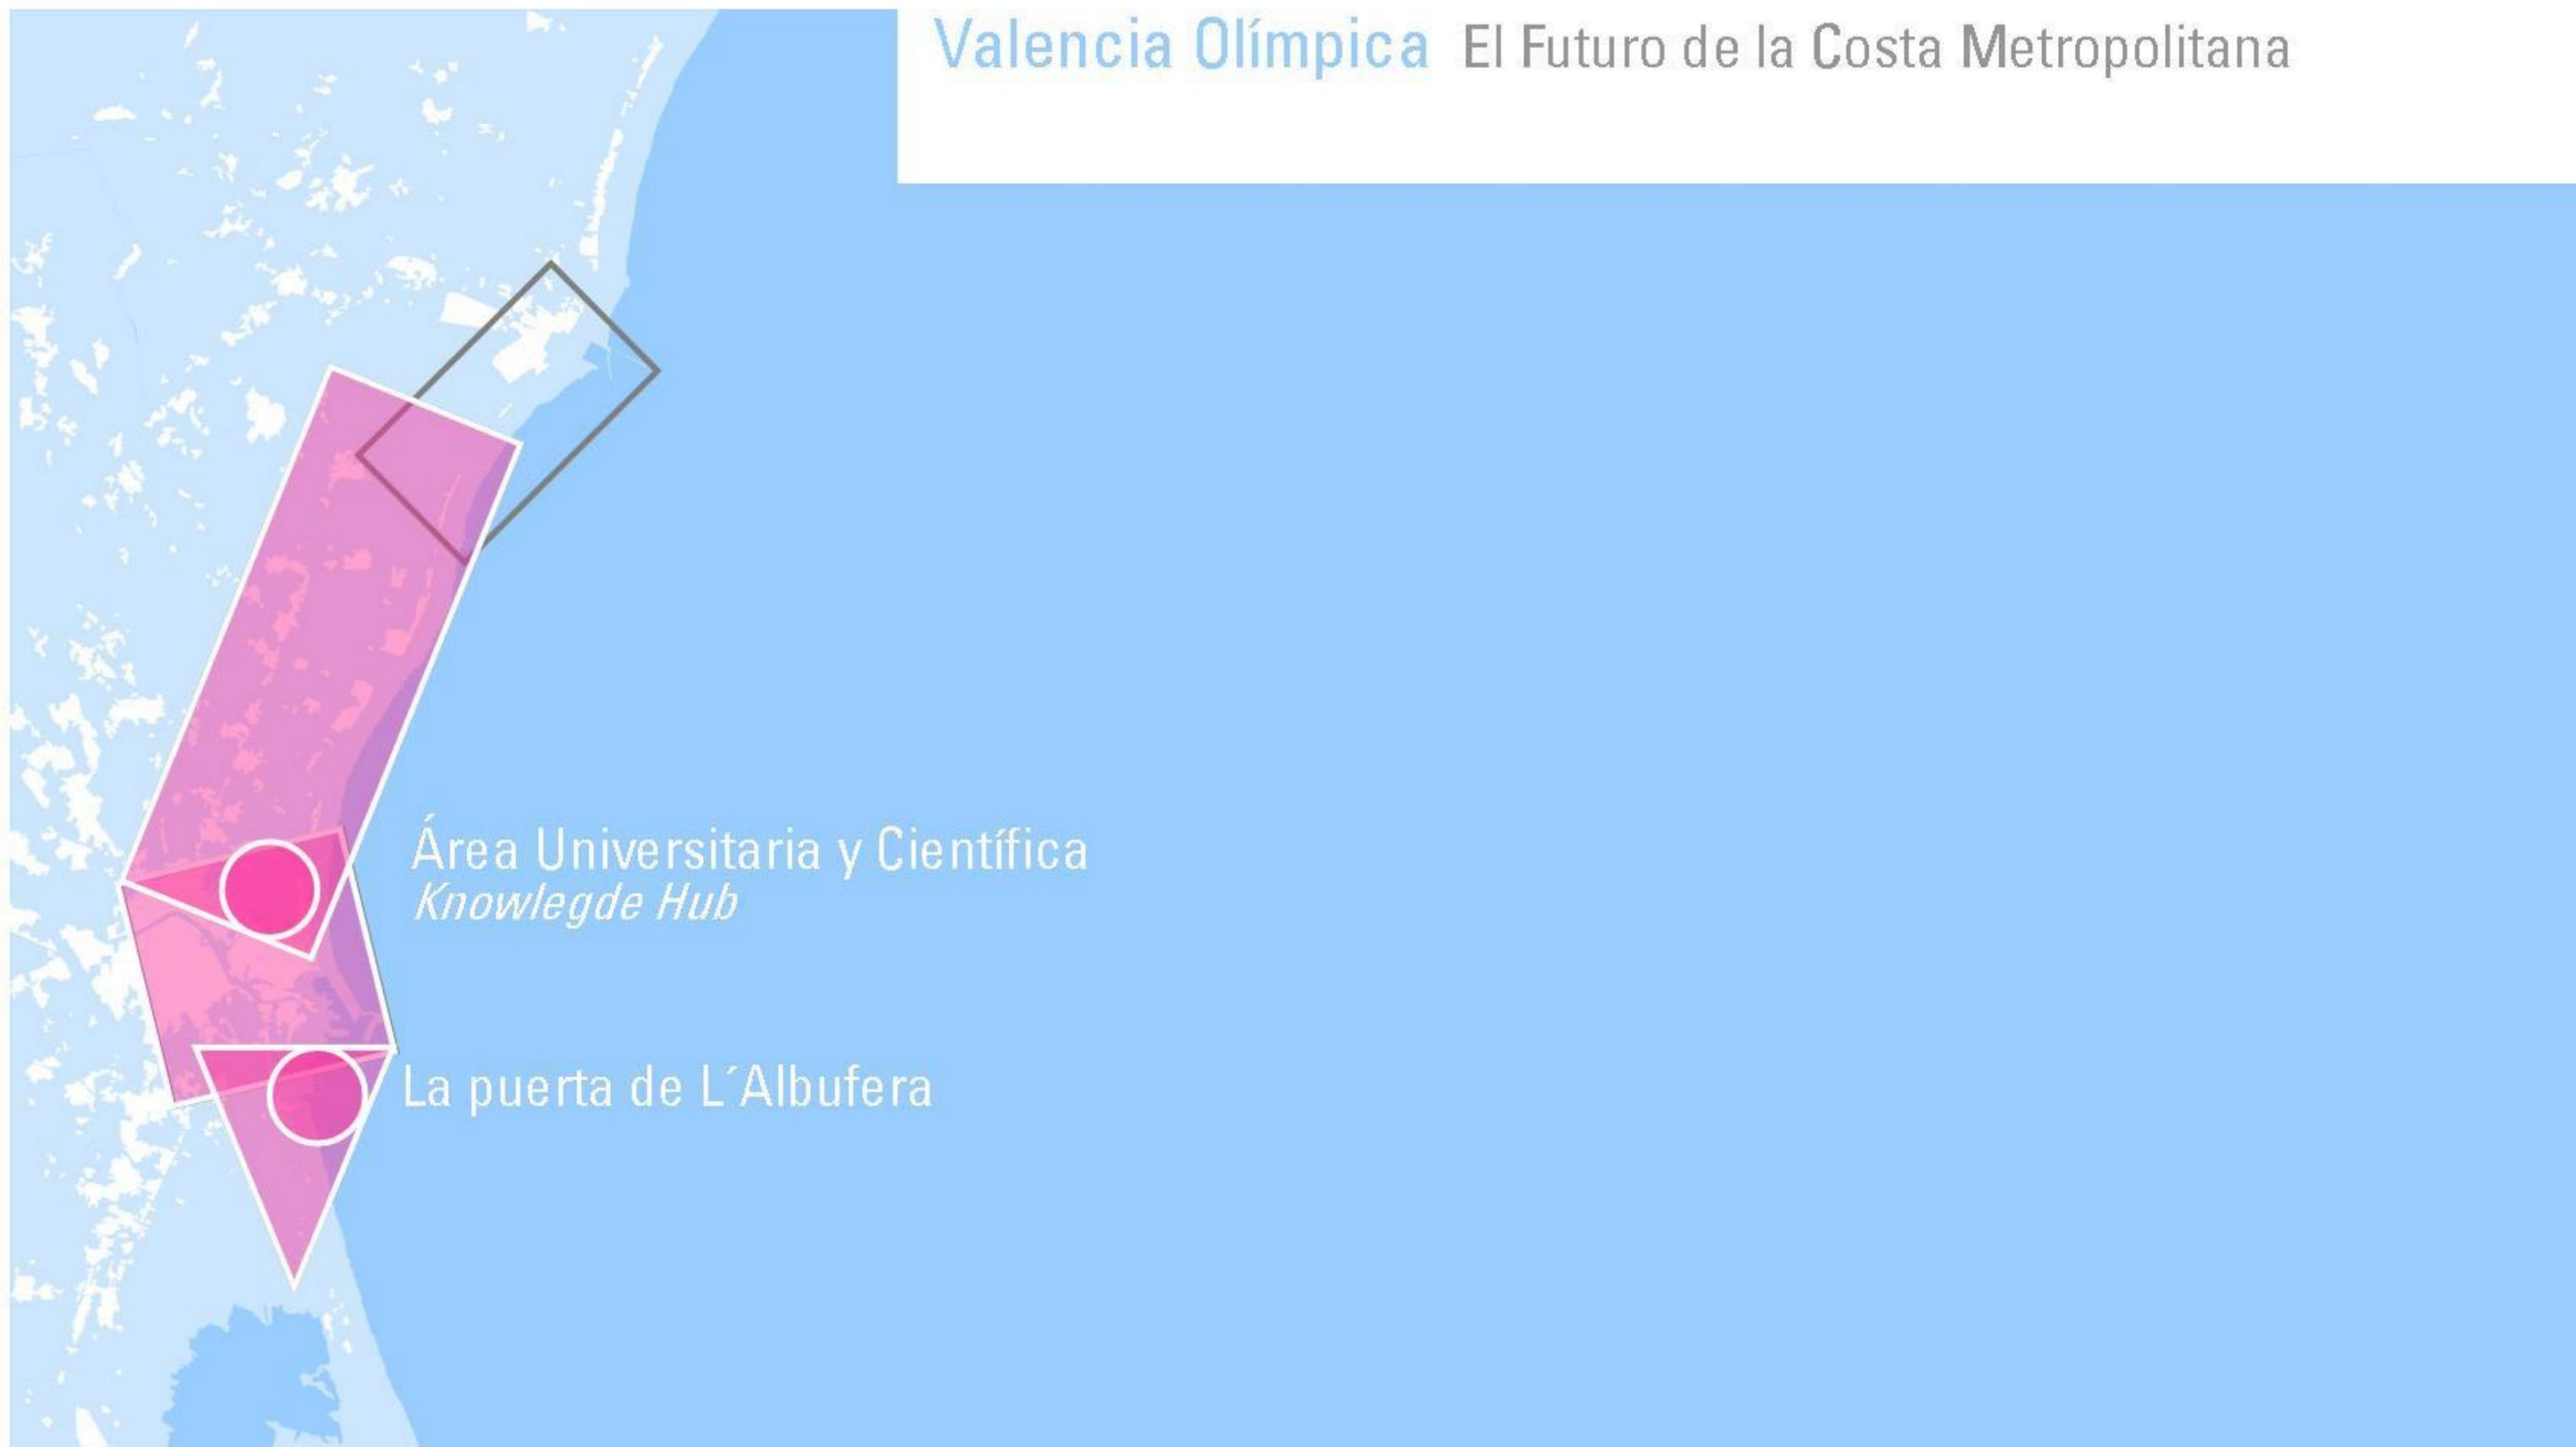 Valencia Olímpica El Futuro de la Costa Metropolitana
Área Universitaria y Científica
Knowlegde Hub
La puerta de L´Albufera